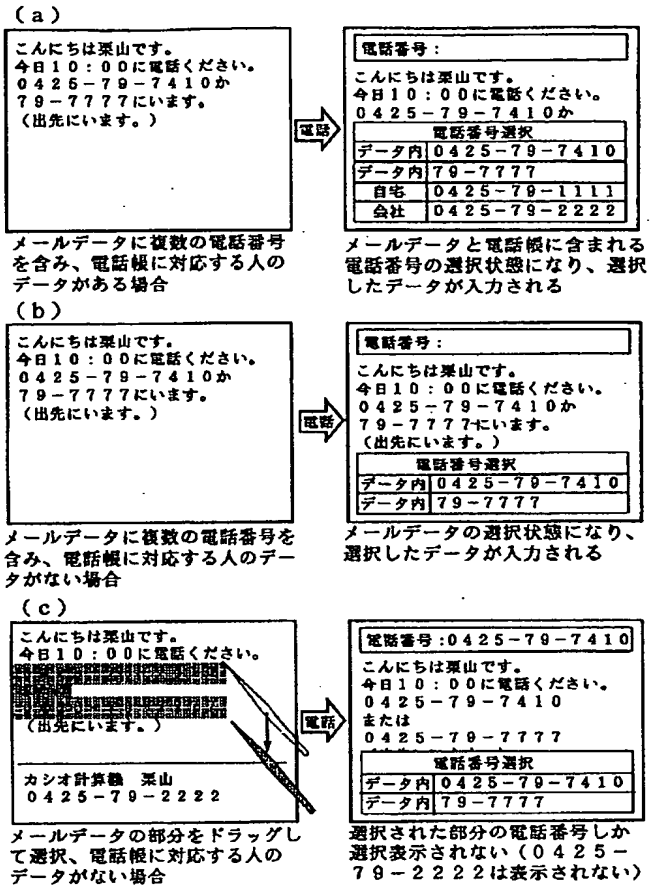 (a)
こんにちは栗山です。
今日10:00に電話ください。
0425-79-7410か
79-7777にいます。
(出先にいます。)
電話
電話番号:
こんにちは栗山です。
今日10:00に電話ください。
0425-79-7410か
電話番号選択
データ内 0425-79-7410
データ内 79-7777
自宅 0425-79-1111
会社 0425-79-2222
メールデータに複数の電話番号
を含み、電話帳に対応する人の
データがある場合
メールデータと電話帳に含まれる
電話番号の選択状態になり、選択
したデータが入力される
(b)
こんにちは栗山です。
今日10:00に電話ください。
0425-79-7410か
79-7777にいます。
(出先にいます。)
電話
電話番号:
こんにちは栗山です。
今日10:00に電話ください。
0425-79-7410か
79-7777にいます。
(出先にいます。)
電話番号選択
データ内 0425-79-7410
データ内 79-7777
メールデータに複数の電話番号を
含み、電話帳に対応する人のデー
タがない場合
メールデータの選択状態になり、
選択したデータが入力される
(c)
こんにちは栗山です。
今日10:00に電話ください。
(出先にいます。)
カシオ計算機 栗山
0425-79-2222
電話
電話番号:0425-79-7410
こんにちは栗山です。
今日10:00に電話ください。
0425-79-7410
または
0425-79-7777
電話番号選択
データ内 0425-79-7410
データ内 79-7777
メールデータの部分をドラッグし
て選択、電話帳に対応する人の
データがない場合
選択された部分の電話番号しか
選択表示されない(0425-
79-2222は表示されない)